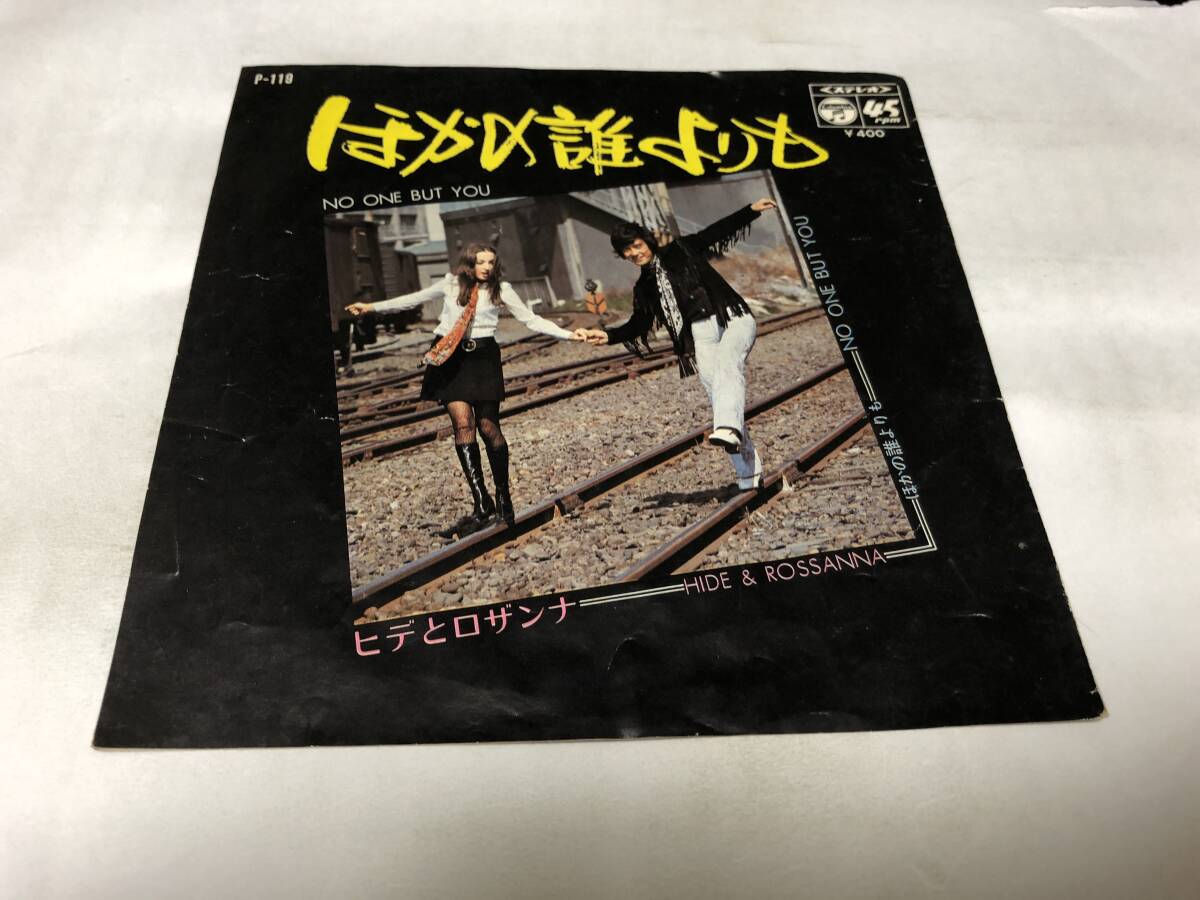 P-119
ほかの誰よりも
<ステレオ>
45
rpm
¥400
NO ONE BUT YOU
NO ONE BUT YOU
ほかの誰よりも
HIDE & ROSSANNA
ヒデとロザンナ